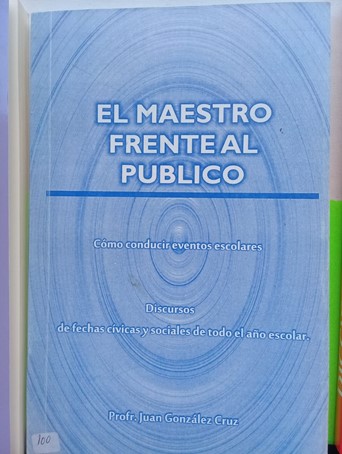 EL MAESTRO
FRENTE AL
PUBLICO
Cómo conducir eventos escolares
Discursos
de fechas cívicas y sociales de todo el año escolar.
Profr. Juan González Cruz
100